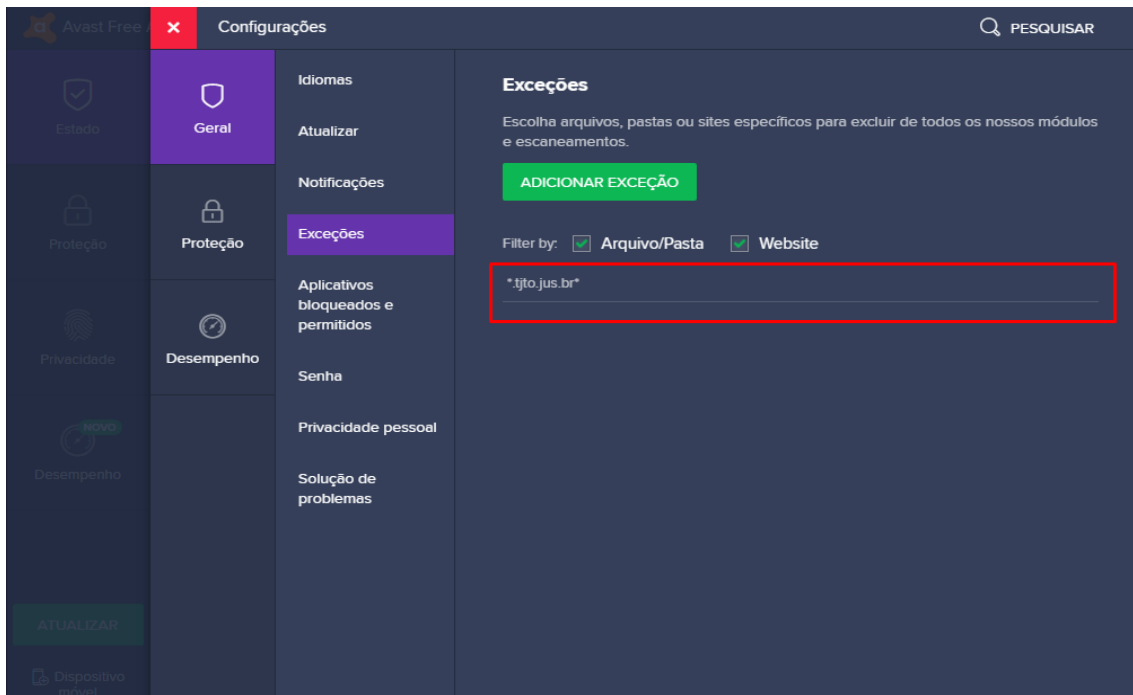 Avast Free
Configurações
PESQUISAR
Estado
Proteção
Privacidade
NOVO
Desempenho
ATUALIZAR
Dispositivo
móvel
Geral
Proteção
Desempenho
Idiomas
Atualizar
Notificações
Exceções
Aplicativos
bloqueados e
permitidos
Senha
Privacidade pessoal
Solução de
problemas
Exceções
Escolha arquivos, pastas ou sites específicos para excluir de todos os nossos módulos
e escaneamentos.
ADICIONAR EXCEÇÃO
Filter by: Arquivo/Pasta Website
*.tjto.jus.br*